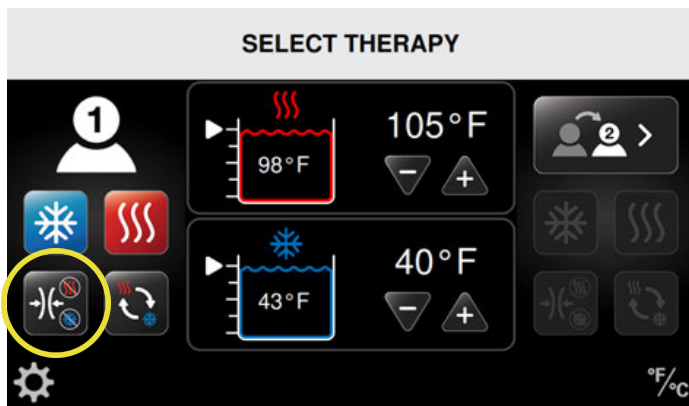 SELECT THERAPY
1
98°F
105°F
- +
2 >
43°F
40°F
- +
°F/°C